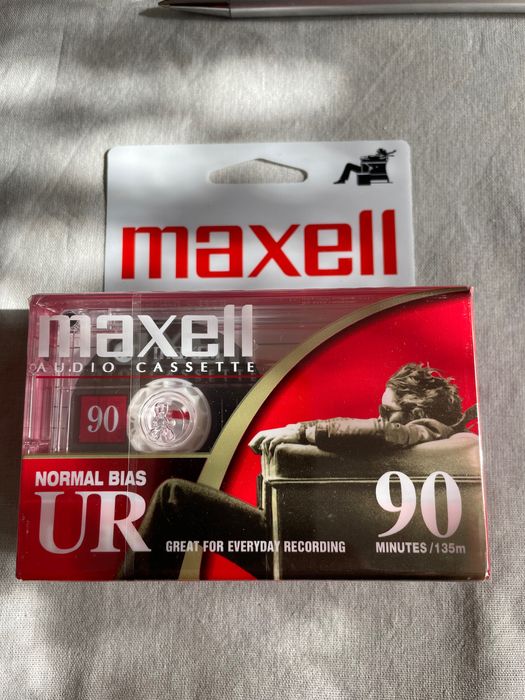 maxell
maxell
AUDIO CASSETTE
90
NORMAL BIAS
UR
GREAT FOR EVERYDAY RECORDING
90
MINUTES/135m